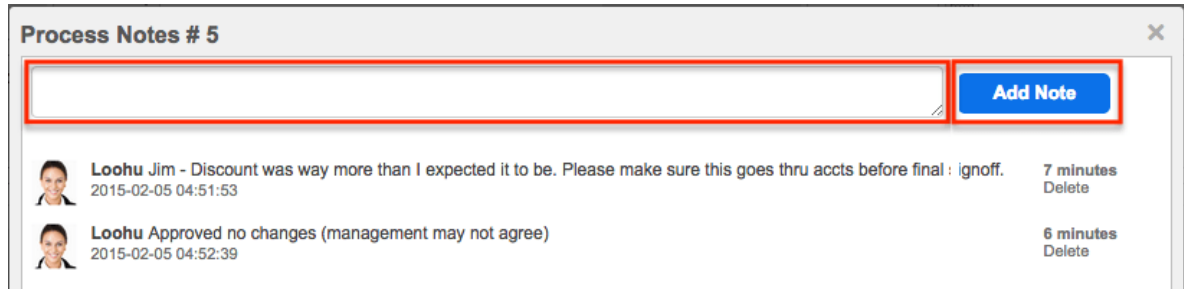 Process Notes # 5
×
Add Note
Loohu Jim - Discount was way more than I expected it to be. Please make sure this goes thru accts before final signoff.
7 minutes
2015-02-05 04:51:53
Delete
Loohu Approved no changes (management may not agree)
6 minutes
2015-02-05 04:52:39
Delete